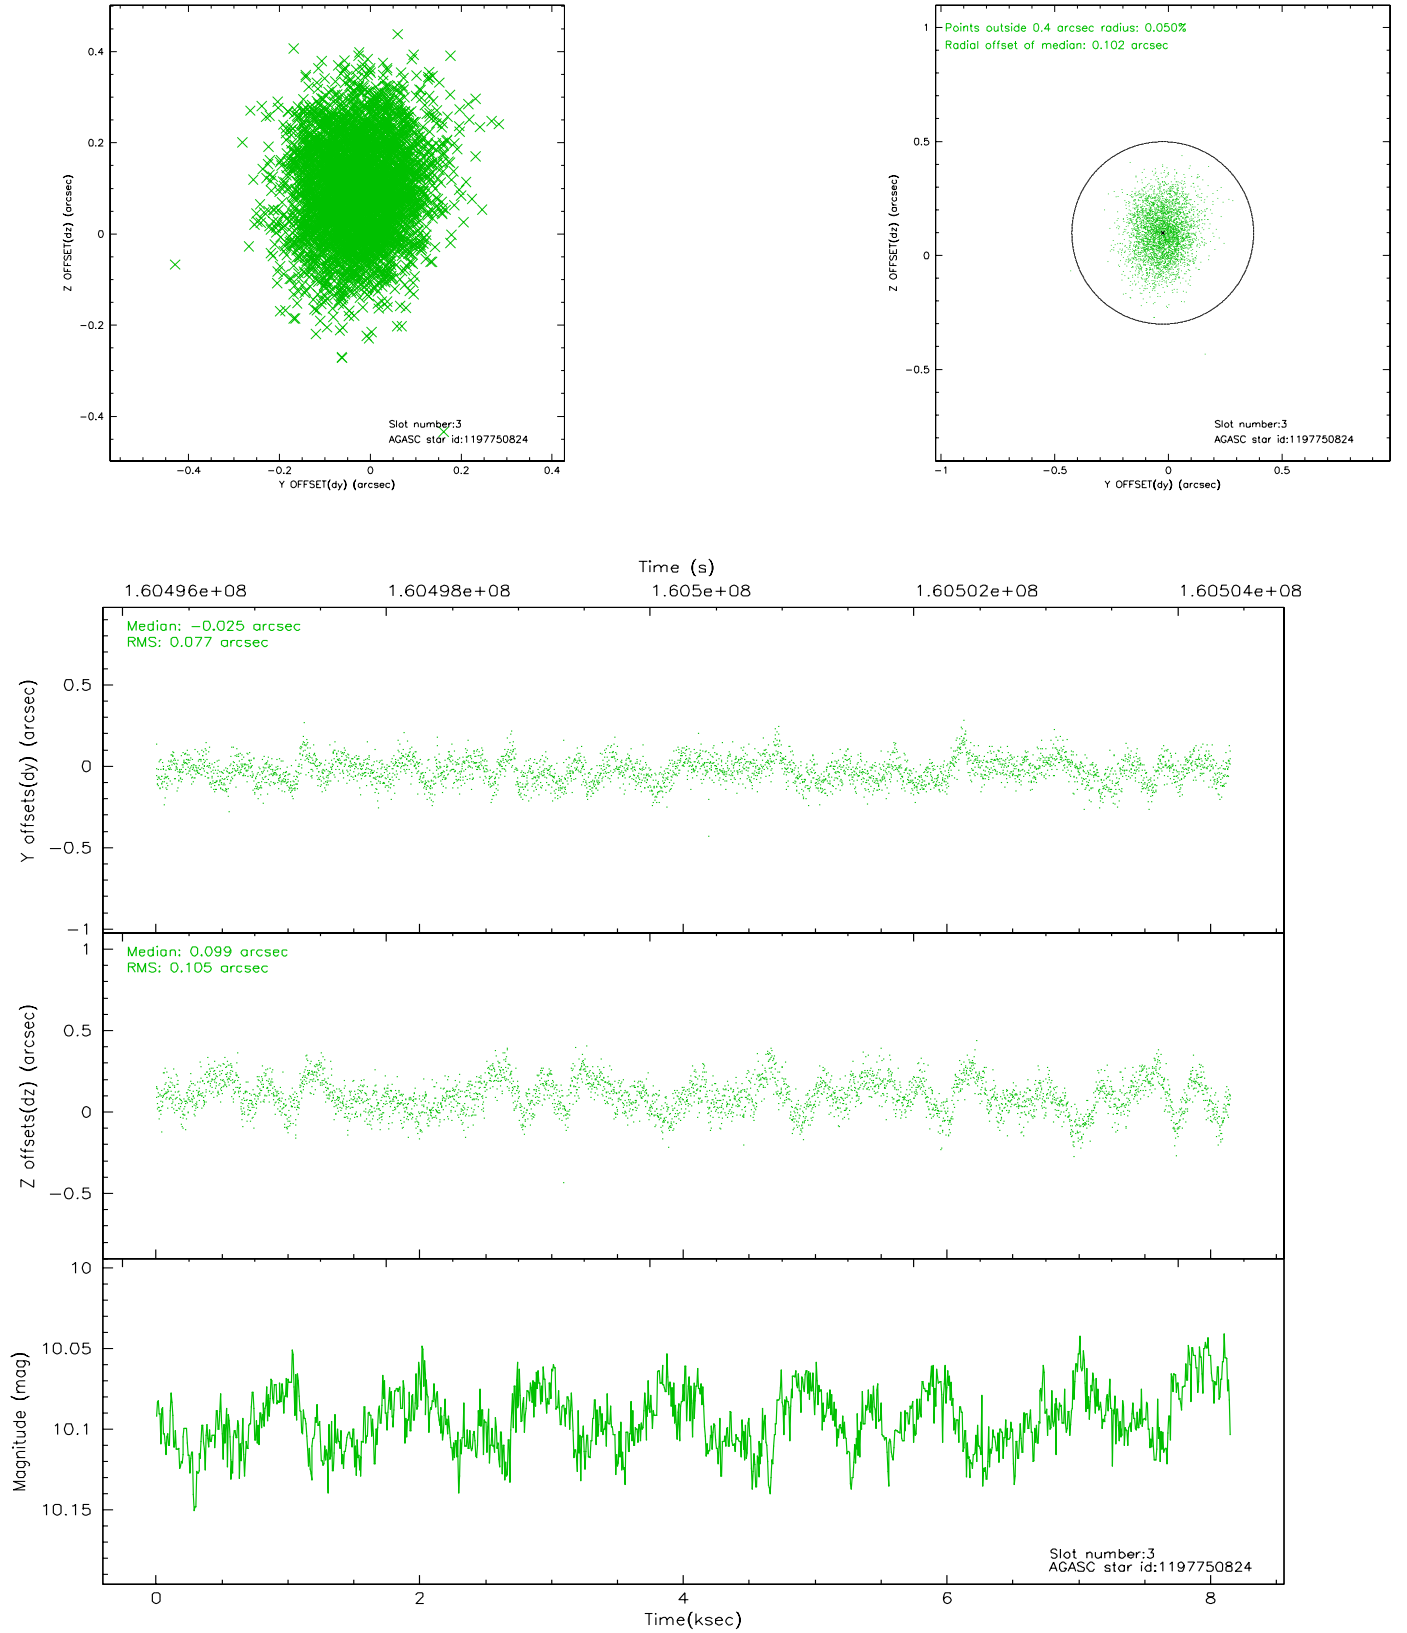 0.4
0.2
0
−0.2
−0.4
Z OFFSET(dz) (arcsec)
Slot number:3
AGASC star id:1197750824
−0.4
−0.2
0
0.2
0.4
Y OFFSET(dy) (arcsec)
Points outside 0.4 arcsec radius: 0.050%
Radial offset of median: 0.102 arcsec
1
0.5
0
−0.5
Z OFFSET(dz) (arcsec)
Slot number:3
AGASC star id:1197750824
−1
−0.5
0
0.5
Y OFFSET(dy) (arcsec)
Time (s)
1.60496e+08
1.60498e+08
1.605e+08
1.60502e+08
1.60504e+08
Median: −0.025 arcsec
RMS: 0.077 arcsec
0.5
0
−0.5
−1
Y offsets(dy) (arcsec)
Median: 0.099 arcsec
RMS: 0.105 arcsec
1
0.5
0
−0.5
Z offsets(dz) (arcsec)
10
10.05
10.1
10.15
Magnitude (mag)
Slot number:3
AGASC star id:1197750824
0
2
4
6
8
Time(ksec)